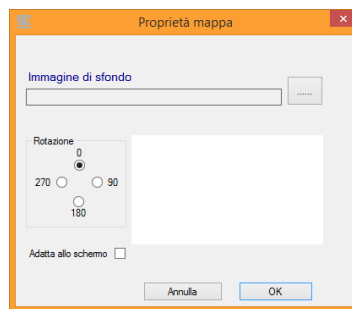 Proprietà mappa
×
Immagine di sfondo
......
Rotazione
0
270 90
180
Adatta allo schermo
Annulla OK